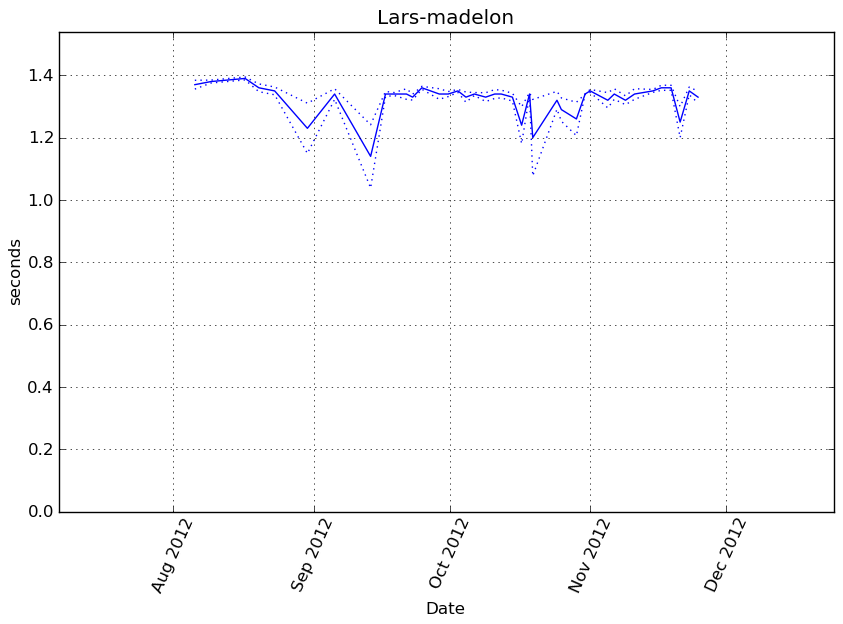 Lars-madelon
seconds
1.4
1.2
1.0
0.8
0.6
0.4
0.2
0.0
Aug 2012
Sep 2012
Oct 2012
Nov 2012
Dec 2012
Date